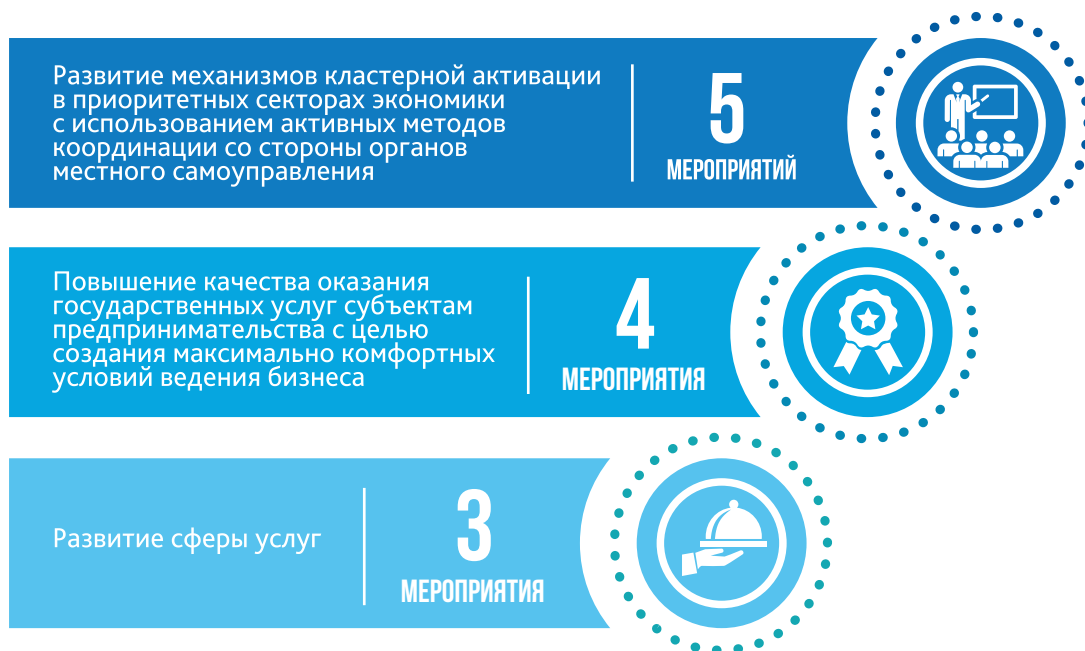 Развитие механизмов кластерной активации
в приоритетных секторах экономики
с использованием активных методов
координации со стороны органов
местного самоуправления
5
МЕРОПРИЯТИЙ
Повышение качества оказания
государственных услуг субъектам
предпринимательства с целью
создания максимально комфортных
условий ведения бизнеса
4
МЕРОПРИЯТИЯ
Развитие сферы услуг
3
МЕРОПРИЯТИЯ